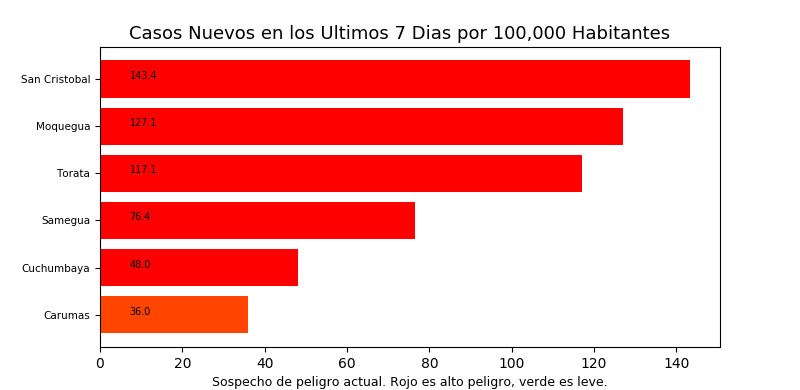 Casos Nuevos en los Ultimos 7 Dias por 100,000 Habitantes
San Cristobal 143.4
Moquegua 127.1
Torata 117.1
Samegua 76.4
Cuchumbaya 48.0
Carumas 36.0
0 20 40 60 80 100 120 140
Sospecho de peligro actual. Rojo es alto peligro, verde es leve.